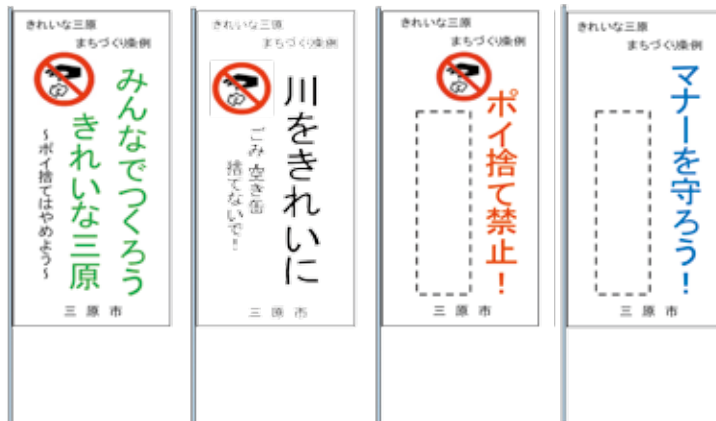 きれいな三原
まちづくり条例
みんなでつくろう
きれいな三原
~ポイ捨てはやめよう~
三原市
きれいな三原
まちづくり条例
川をきれいに
ごみ 空き缶
捨てないで!!
三原市
きれいな三原
まちづくり条例
ポイ捨て禁止!
三原市
きれいな三原
まちづくり条例
マナーを守ろう!
三原市